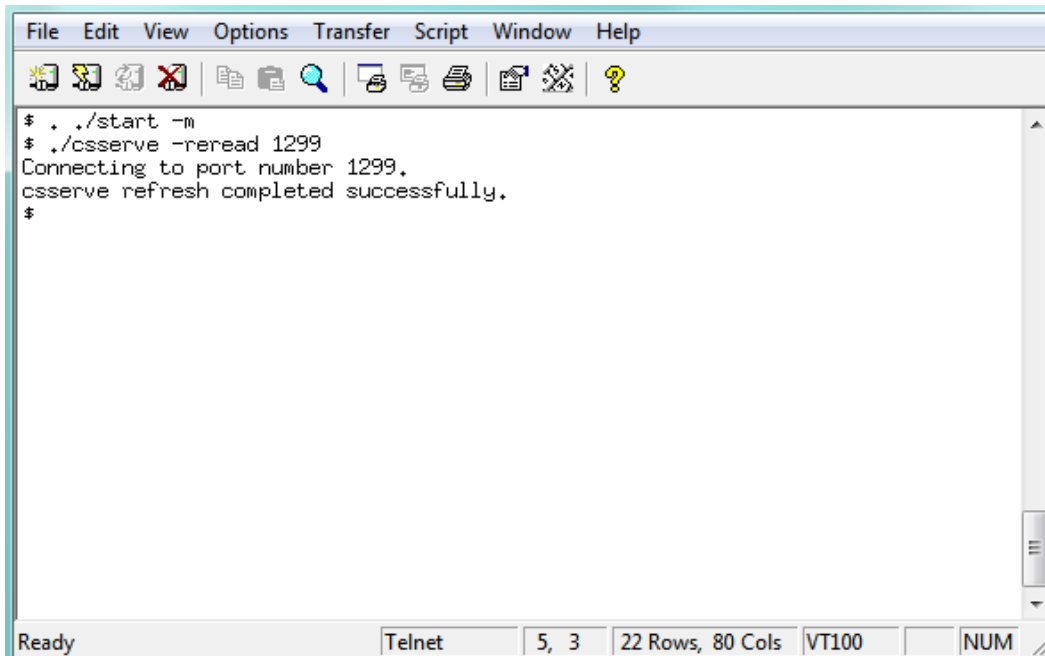 File Edit View Options Transfer Script Window Help
$ . ./start -m
$ ./csserve -reread 1299
Connecting to port number 1299.
csserve refresh completed successfully.
$
Ready Telnet 5, 3 22 Rows, 80 Cols VT100 NUM